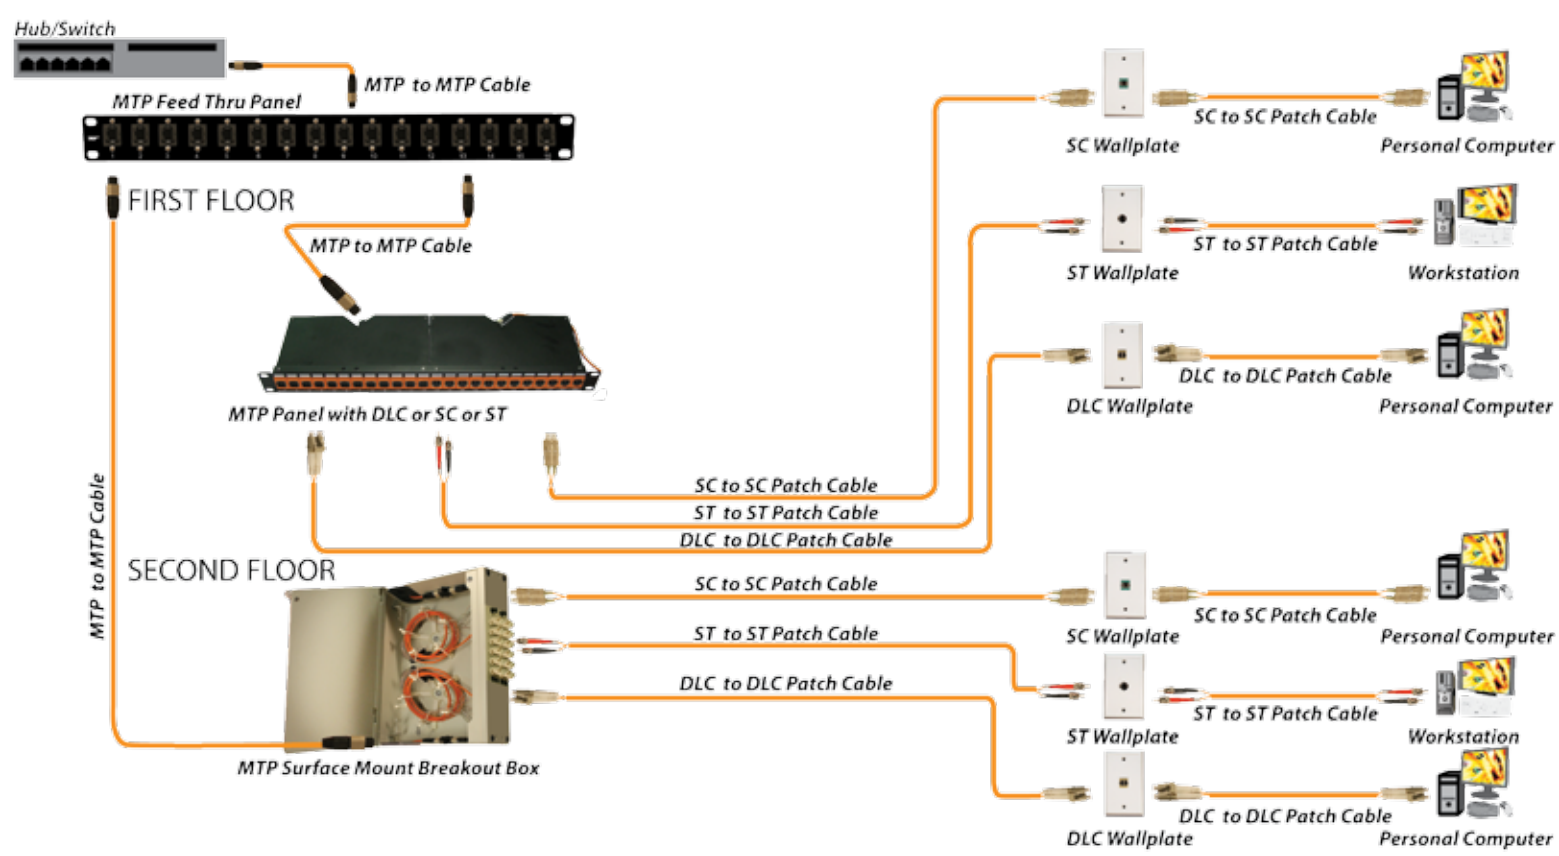 Hub/Switch
MTP to MTP Cable
MTP Feed Thru Panel
FIRST FLOOR
MTP to MTP Cable
MTP Panel with DLC or SC or ST
SC to SC Patch Cable
ST to ST Patch Cable
DLC to DLC Patch Cable
SC Wallplate
SC to SC Patch Cable
Personal Computer
ST Wallplate
ST to ST Patch Cable
Workstation
DLC Wallplate
DLC to DLC Patch Cable
Personal Computer
MTP to MTP Cable
SECOND FLOOR
MTP Surface Mount Breakout Box
SC to SC Patch Cable
ST to ST Patch Cable
DLC to DLC Patch Cable
SC Wallplate
SC to SC Patch Cable
Personal Computer
ST Wallplate
ST to ST Patch Cable
Workstation
DLC Wallplate
DLC to DLC Patch Cable
Personal Computer